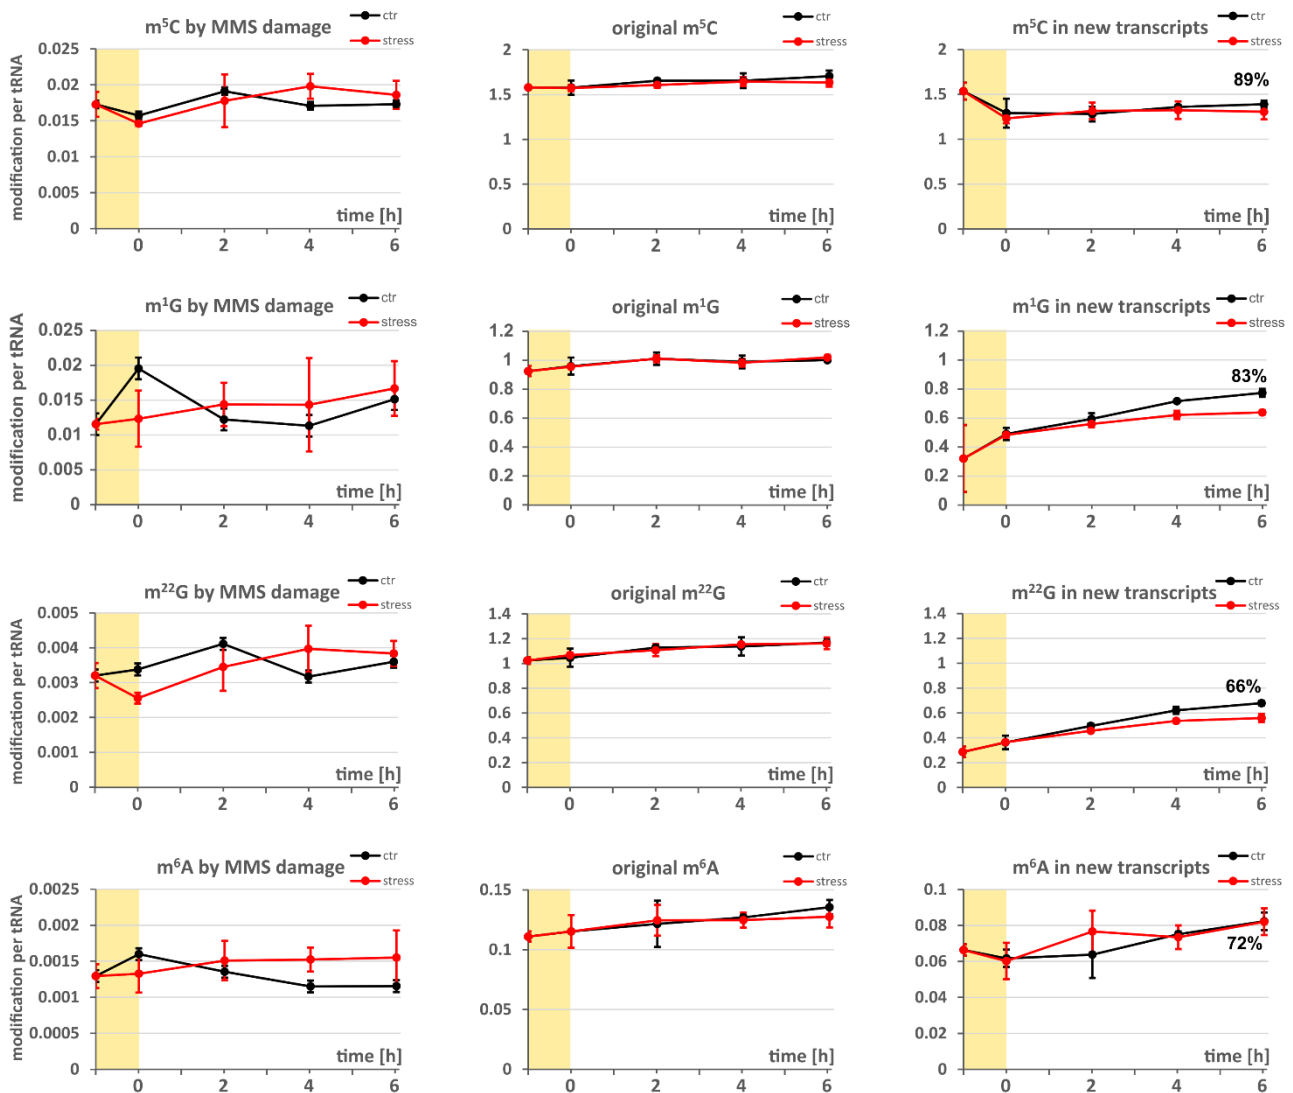 m⁵C by MMS damage
ctr
stress
modification per tRNA
0.025
0.02
0.015
0.01
0.005
0
time [h]
0 2 4 6
original m⁵C
ctr
stress
2
1.5
1
0.5
0
time [h]
0 2 4 6
m⁵C in new transcripts
ctr
stress
2
1.5
1
0.5
0
89%
time [h]
0 2 4 6
m¹G by MMS damage
ctr
stress
modification per tRNA
0.025
0.02
0.015
0.01
0.005
0
time [h]
0 2 4 6
original m¹G
ctr
stress
1.2
1
0.8
0.6
0.4
0.2
0
time [h]
0 2 4 6
m¹G in new transcripts
ctr
stress
1.2
1
0.8
0.6
0.4
0.2
0
83%
time [h]
0 2 4 6
m²²G by MMS damage
ctr
stress
modification per tRNA
0.005
0.004
0.003
0.002
0.001
0
time [h]
0 2 4 6
original m²²G
ctr
stress
1.4
1.2
1
0.8
0.6
0.4
0.2
0
time [h]
0 2 4 6
m²²G in new transcripts
ctr
stress
1.4
1.2
1
0.8
0.6
0.4
0.2
0
66%
time [h]
0 2 4 6
m⁶A by MMS damage
ctr
stress
modification per tRNA
0.0025
0.002
0.0015
0.001
0.0005
0
time [h]
0 2 4 6
original m⁶A
ctr
stress
0.15
0.1
0.05
0
time [h]
0 2 4 6
m⁶A in new transcripts
ctr
stress
0.1
0.08
0.06
0.04
0.02
0
72%
time [h]
0 2 4 6